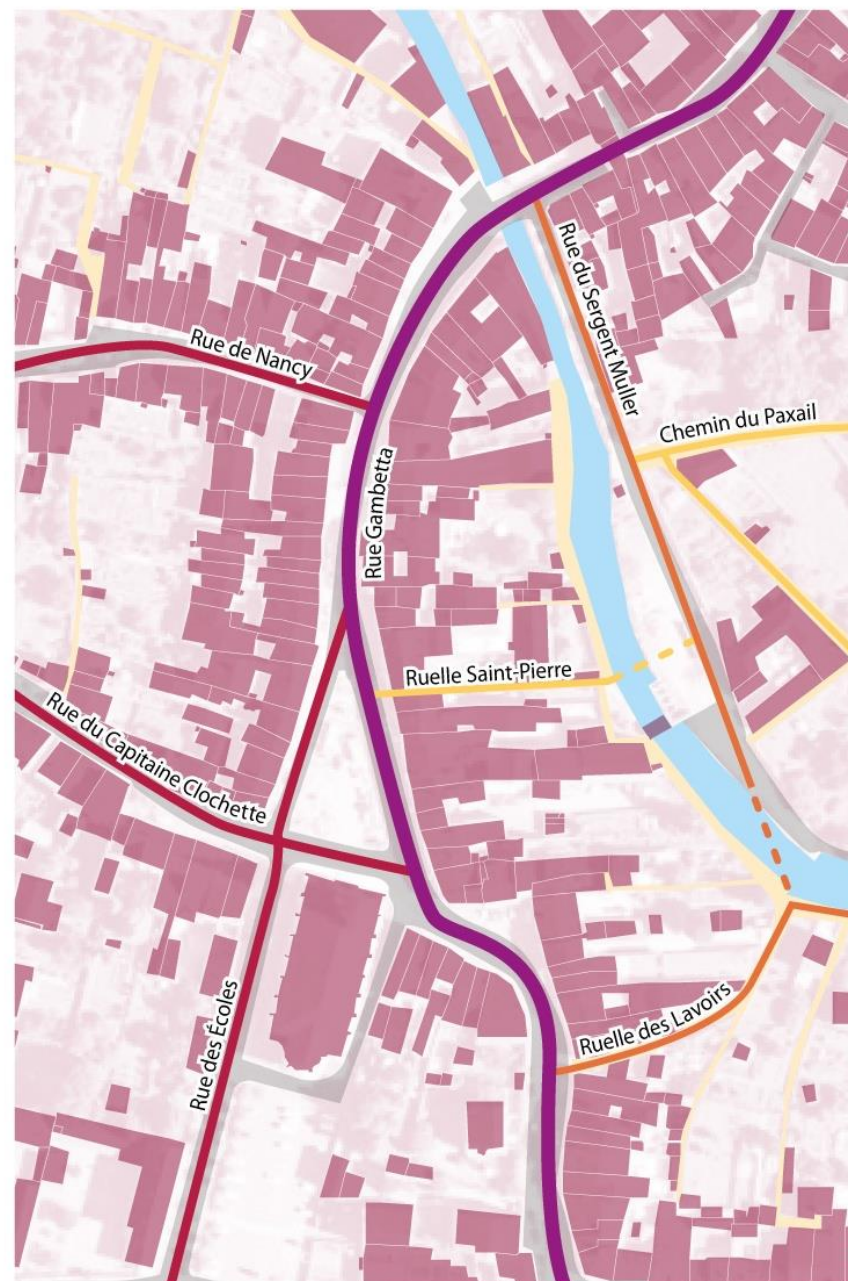 Rue du Sergent Muller
Rue de Nancy
Chemin du Paxail
Rue Gambetta
Ruelle Saint-Pierre
Rue du Capitaine Clochette
Rue des Écoles
Ruelle des Lavoirs